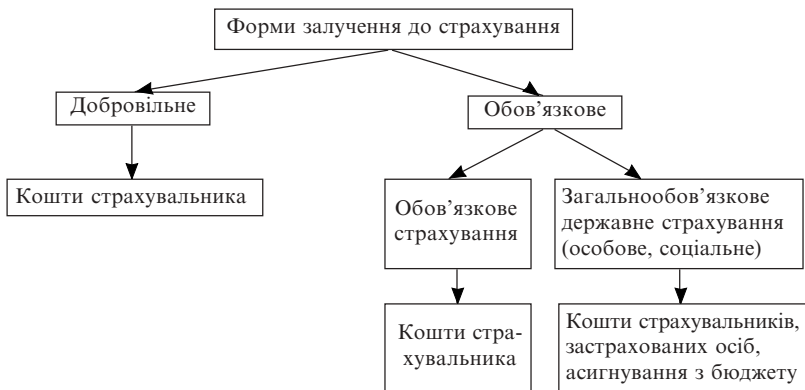 Форми залучення до страхування
Добровільне
Обов’язкове
Кошти страхувальника
Обов’язкове
страхування
Загальнообов’язкове
державне страхування
(особове, соціальне)
Кошти стра-
хувальника
Кошти страхувальників,
застрахованих осіб,
асигнування з бюджету